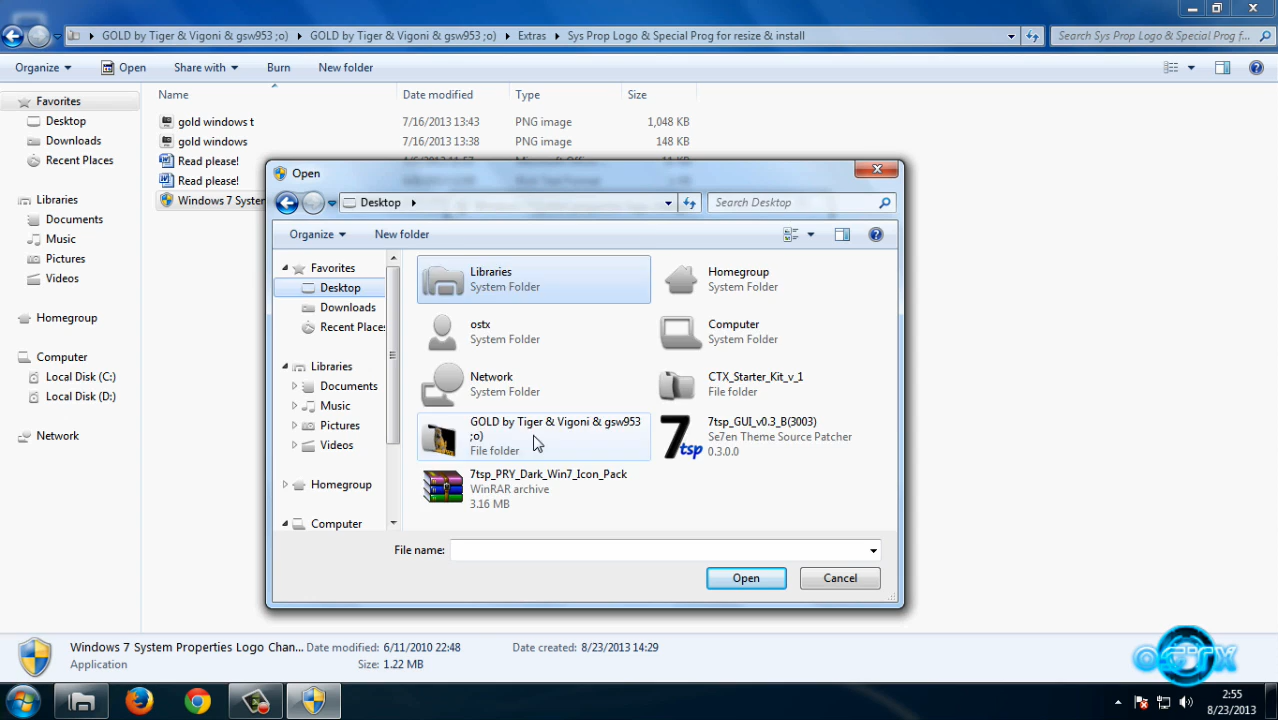 GOLD by Tiger & Vigoni & gsw953 ;o) GOLD by Tiger & Vigoni & gsw953 ;o) Extras Sys Prop Logo & Special Prog for resize & install Search Sys Prop Logo & Special Prog f...
Organize Open Share with Burn New folder
Favorites
Desktop
Downloads
Recent Places
Libraries
Documents
Music
Pictures
Videos
Homegroup
Computer
Local Disk (C:)
Local Disk (D:)
Network
Name Date modified Type Size
gold windows t 7/16/2013 13:43 PNG image 1,048 KB
gold windows 7/16/2013 13:38 PNG image 148 KB
Read please!
Read please!
Windows 7 System
Open
Desktop Search Desktop
Organize New folder
Favorites
Desktop
Downloads
Recent Places
Libraries
Documents
Music
Pictures
Videos
Homegroup
Computer
Libraries
System Folder
Homegroup
System Folder
ostx
System Folder
Computer
System Folder
Network
System Folder
CTX_Starter_Kit_v_1
File folder
GOLD by Tiger & Vigoni & gsw953
;o)
File folder
7tsp
7tsp_GUI_v0.3_B(3003)
Se7en Theme Source Patcher
0.3.0.0
7tsp_PRY_Dark_Win7_Icon_Pack
WinRAR archive
3.16 MB
File name:
Open Cancel
Windows 7 System Properties Logo Chan... Date modified: 6/11/2010 22:48 Date created: 8/23/2013 14:29
Application Size: 1.22 MB
OSTX
2:55
8/23/2013